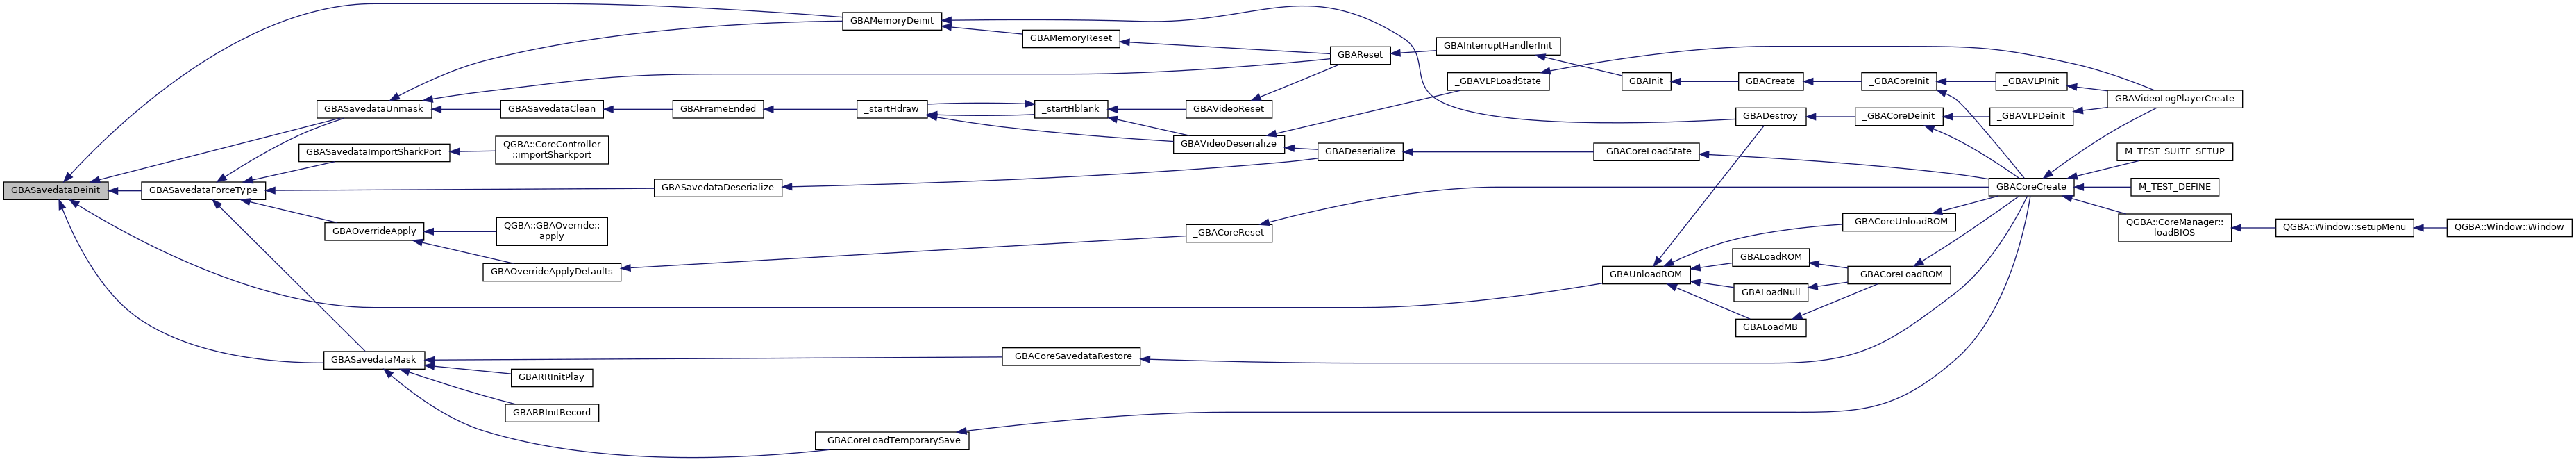 GBASavedataDeinit
GBAMemoryDeinit
GBAMemoryReset
GBAReset
GBAInterruptHandlerInit
_GBAVLPLoadState
GBAInit
GBACreate
_GBACoreInit
_GBAVLPInit
GBAVideoLogPlayerCreate
GBASavedataUnmask
GBASavedataClean
GBAFrameEnded
_startHdraw
_startHblank
GBAVideoReset
GBADestroy
_GBACoreDeinit
_GBAVLPDeinit
GBASavedataImportSharkPort
QGBA::CoreController
::importSharkport
GBAVideoDeserialize
GBADeserialize
_GBACoreLoadState
M_TEST_SUITE_SETUP
GBASavedataForceType
GBASavedataDeserialize
GBACoreCreate
M_TEST_DEFINE
GBAOverrideApply
QGBA::GBAOverride::
apply
_GBACoreReset
_GBACoreUnloadROM
QGBA::CoreManager::
loadBIOS
QGBA::Window::setupMenu
QGBA::Window::Window
GBAOverrideApplyDefaults
GBAUnloadROM
GBALoadROM
_GBACoreLoadROM
GBALoadNull
GBALoadMB
GBASavedataMask
_GBACoreSavedataRestore
GBARRInitPlay
GBARRInitRecord
_GBACoreLoadTemporarySave